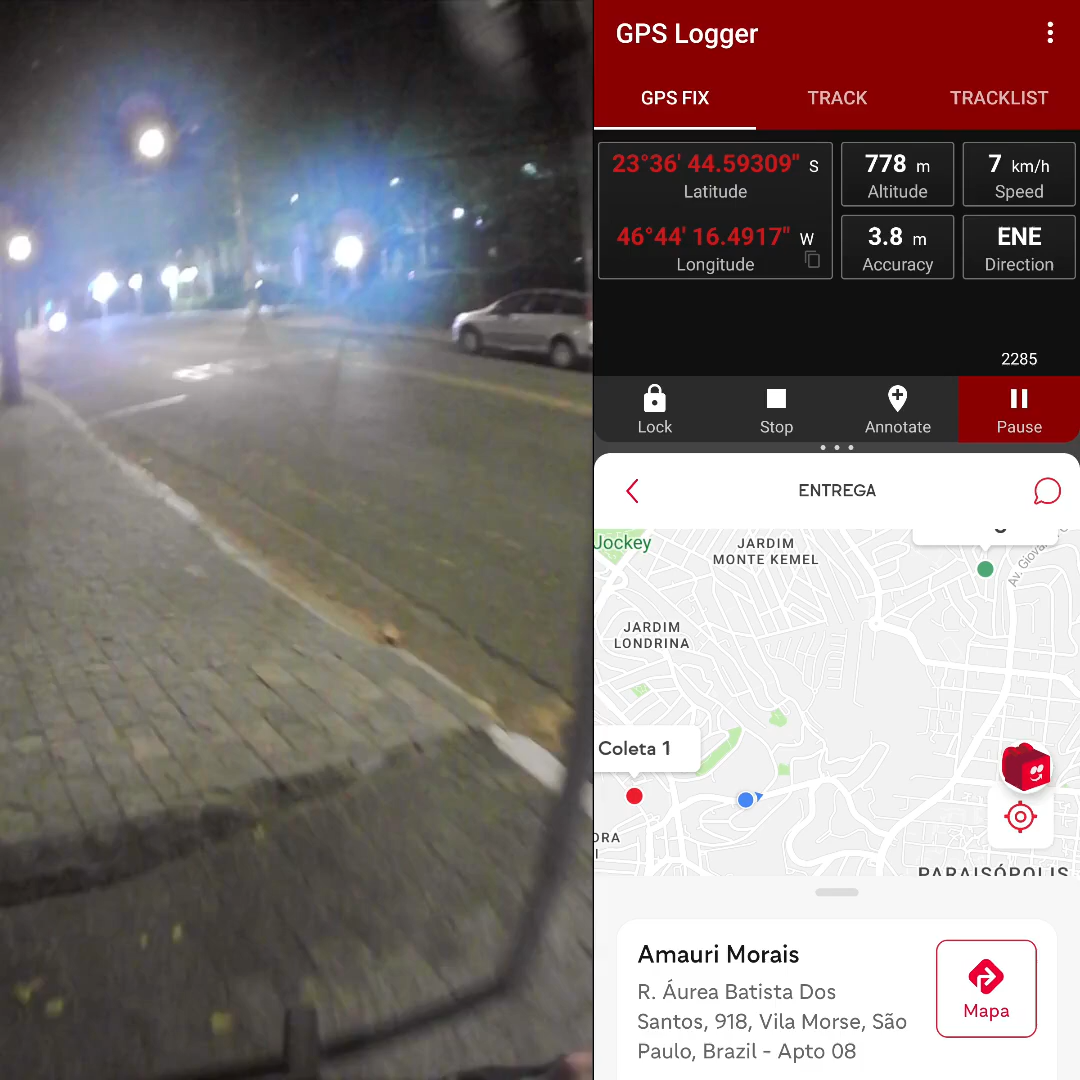 GPS Logger
GPS FIX
TRACK
TRACKLIST
23°36' 44.59309" S
Latitude
46°44' 16.4917" W
Longitude
778 m
Altitude
7 km/h
Speed
3.8 m
Accuracy
ENE
Direction
2285
Lock
Stop
Annotate
Pause
ENTREGA
Jockey
JARDIM
MONTE KEMEL
JARDIM
LONDRINA
Coleta 1
PARAISÓPOLIS
Amauri Morais
R. Áurea Batista Dos
Santos, 918, Vila Morse, São
Paulo, Brazil - Apto 08
Mapa